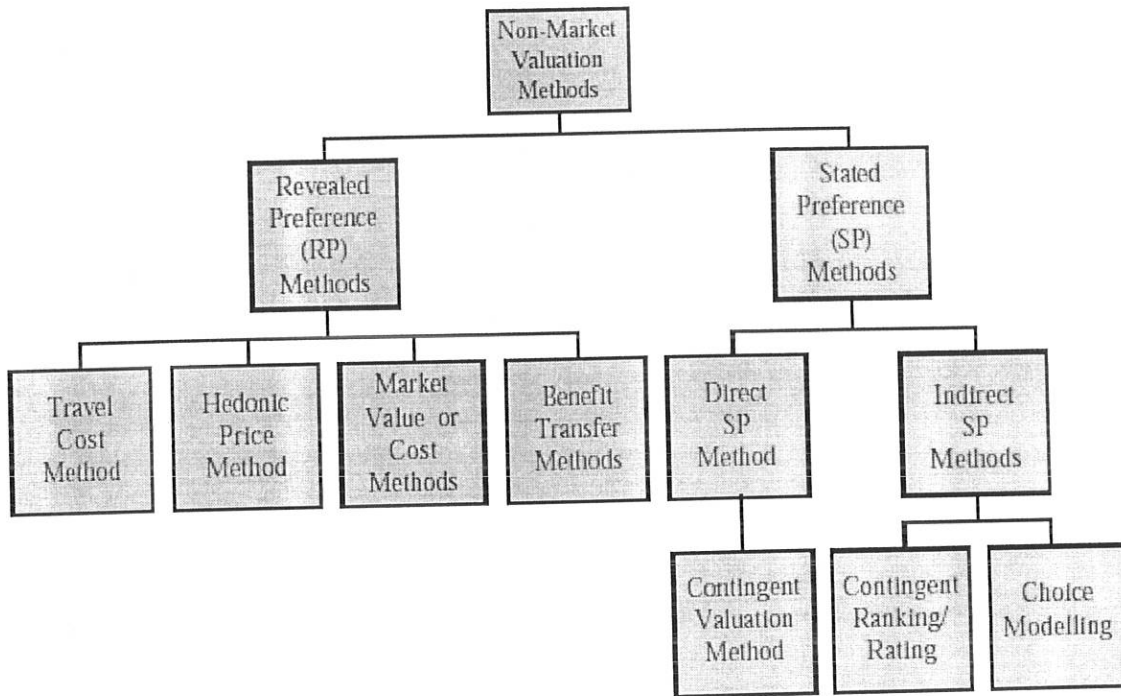 Non-Market
Valuation
Methods
Revealed
Preference
(RP)
Methods
Stated
Preference
(SP)
Methods
Travel
Cost
Method
Hedonic
Price
Method
Market
Value or
Cost
Methods
Benefit
Transfer
Methods
Direct
SP
Method
Indirect
SP
Methods
Contingent
Valuation
Method
Contingent
Ranking/
Rating
Choice
Modelling